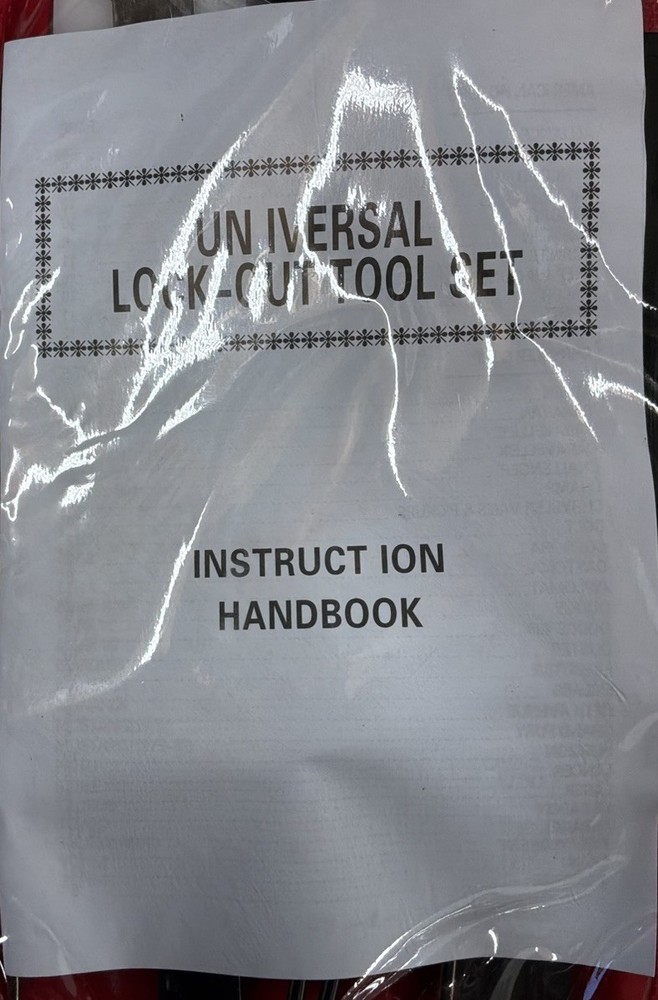 UN IVERSAL
LOCK-OUT TOOL SET
INSTRUCT ION
HANDBOOK